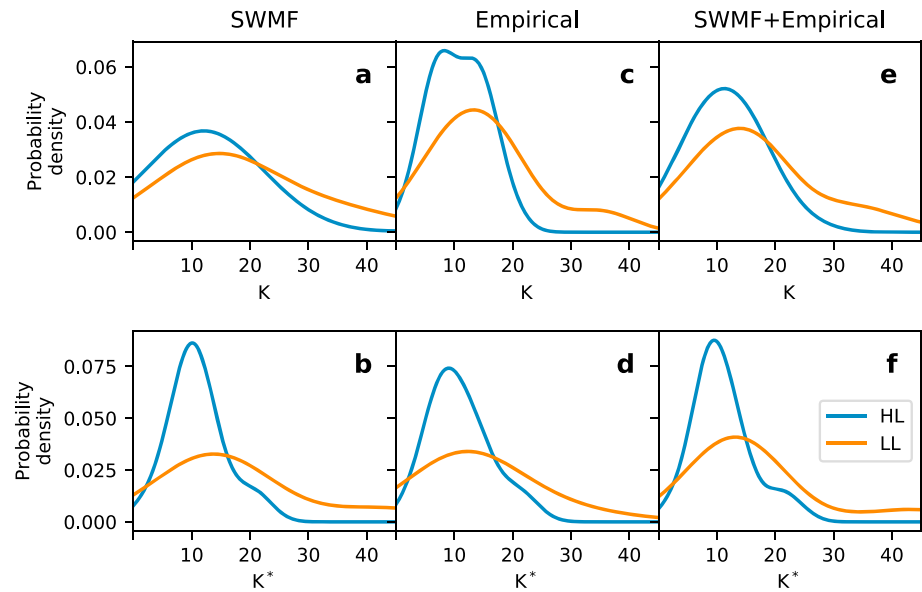 SWMF
Empirical
SWMF+Empirical
Probability
density
0.06
0.04
0.02
0.00
a
c
e
10
20
30
40
10
20
30
40
10
20
30
40
K
K
K
Probability
density
0.075
0.050
0.025
0.000
b
d
f
HL
LL
10
20
30
40
10
20
30
40
10
20
30
40
K*
K*
K*